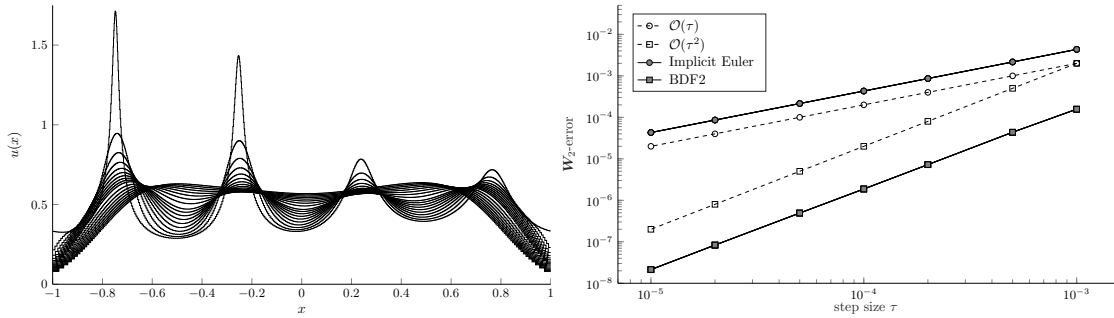 1.5
1
0.5
0
u(x)
−1 −0.8 −0.6 −0.4 −0.2 0 0.2 0.4 0.6 0.8 1
x
O(τ)
O(τ²)
Implicit Euler
BDF2
10⁻²
10⁻³
10⁻⁴
10⁻⁵
10⁻⁶
10⁻⁷
10⁻⁸
W₂-error
10⁻⁵ 10⁻⁴ 10⁻³
step size τ